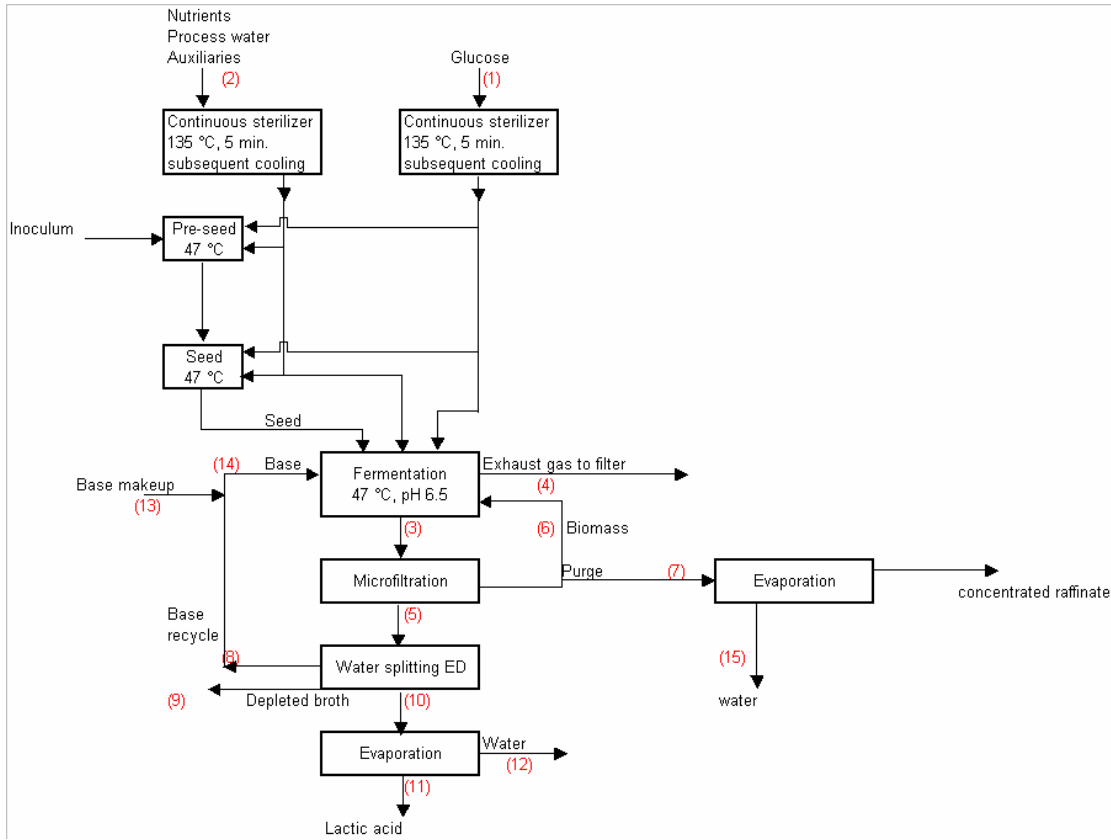 Nutrients
Process water
Auxiliaries
(2)
Glucose
(1)
Continuous sterilizer
135 °C, 5 min.
subsequent cooling
Continuous sterilizer
135 °C, 5 min.
subsequent cooling
Inoculum
Pre-seed
47 °C
Seed
47 °C
Seed
(14)
Base
Fermentation
47 °C, pH 6.5
Exhaust gas to filter
(4)
Base makeup
(13)
(3)
(6)
Biomass
Microfiltration
Purge
(7)
Evaporation
concentrated raffinate
(5)
Base
recycle
(8)
Water splitting ED
(15)
water
(9)
Depleted broth
(10)
Evaporation
Water
(12)
(11)
Lactic acid